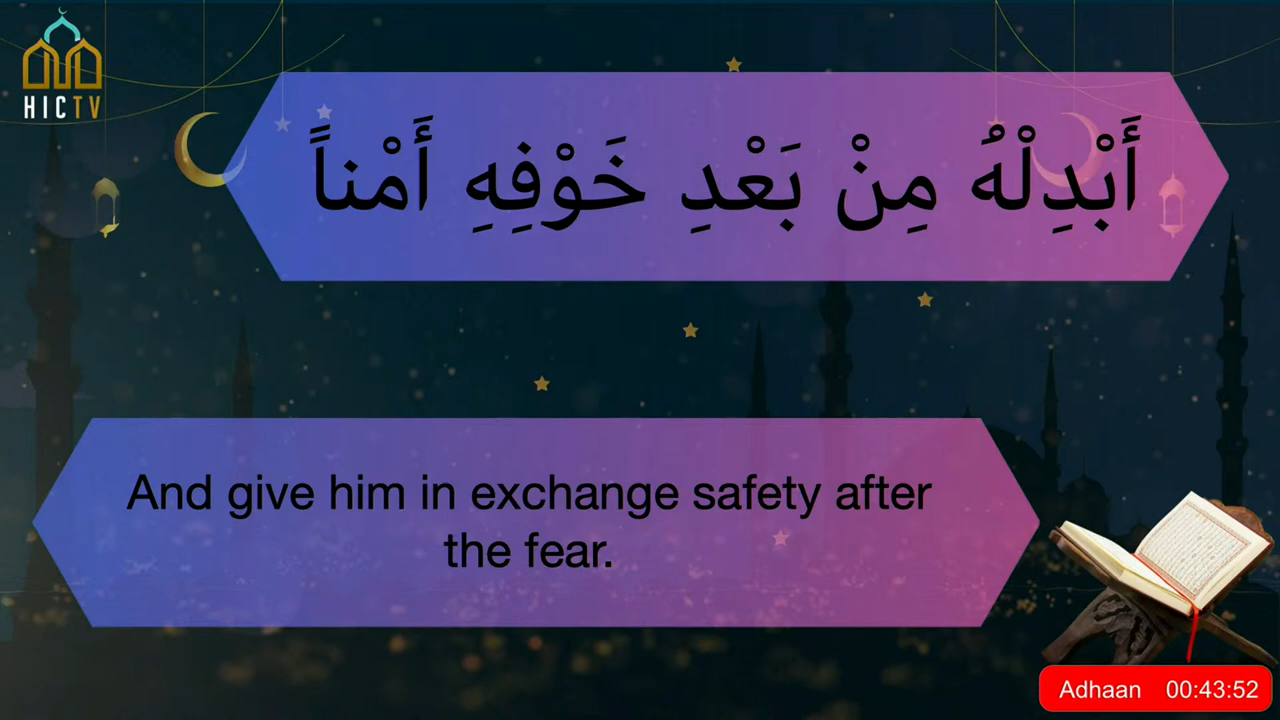 HICTV
أَبْدِلْهُ مِنْ بَعْدِ خَوْفِهِ أَمْناً
And give him in exchange safety after
the fear.
Adhaan 00:43:52